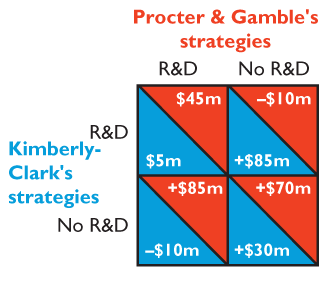 Procter & Gamble's
strategies
R&D No R&D
$45m –$10m
R&D
Kimberly-
Clark's
strategies
$5m +$85m
+$85m +$70m
No R&D
–$10m +$30m